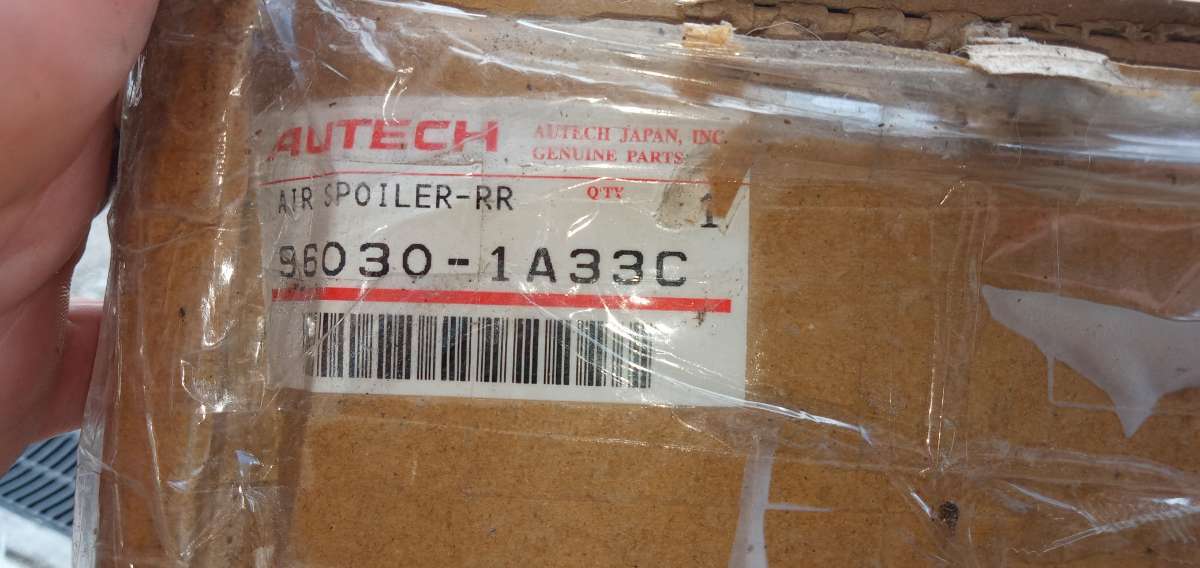 AUTECH
AUTECH JAPAN, INC.
GENUINE PARTS
AIR SPOILER-RR
QTY
1
96030-1A33C